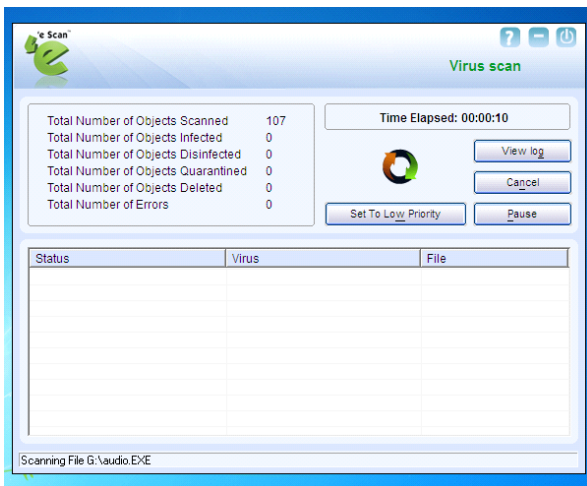 e Scan
?
Virus scan
Total Number of Objects Scanned 107
Total Number of Objects Infected 0
Total Number of Objects Disinfected 0
Total Number of Objects Quarantined 0
Total Number of Objects Deleted 0
Total Number of Errors 0
Time Elapsed: 00:00:10
View log
Cancel
Set To Low Priority
Pause
Status Virus File
Scanning File G:\audio.EXE